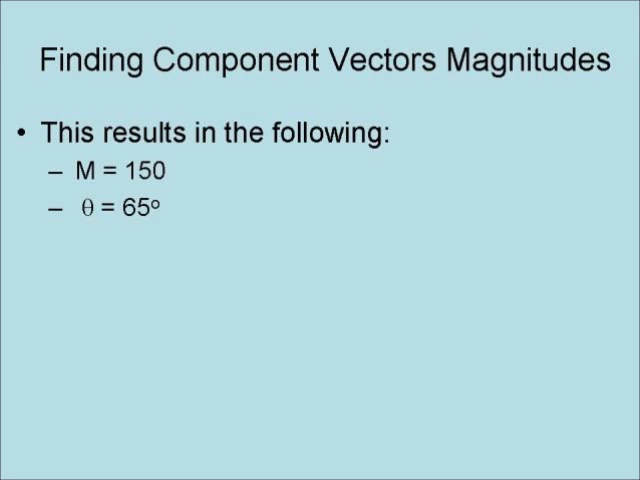 Finding Component Vectors Magnitudes
• This results in the following:
– M = 150
– θ = 65º